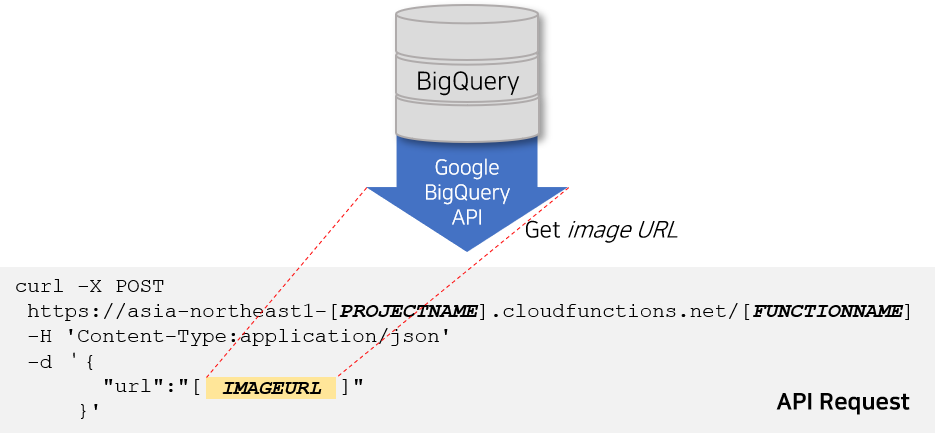 BigQuery
Google
BigQuery
API
Get image URL
curl -X POST
https://asia-northeast1-[PROJECTNAME].cloudfunctions.net/[FUNCTIONNAME]
-H 'Content-Type:application/json'
-d '{
"url":"[ IMAGEURL ]"
}'
API Request